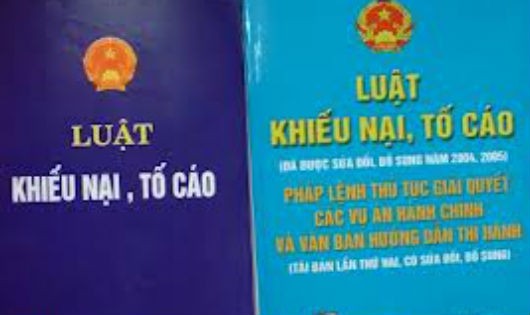 LUẬT
KHIẾU NẠI , TỐ CÁO
LUẬT
KHIẾU NẠI, TỐ CÁO
(ĐÃ ĐƯỢC SỬA ĐỔI, BỔ SUNG NĂM 2004, 2005)
PHÁP LỆNH THỦ TỤC GIẢI QUYẾT
CÁC VỤ ÁN HÀNH CHÍNH
VÀ VĂN BẢN HƯỚNG DẪN THI HÀNH
(TÁI BẢN LẦN THỨ HAI, CÓ SỬA ĐỔI, BỔ SUNG)